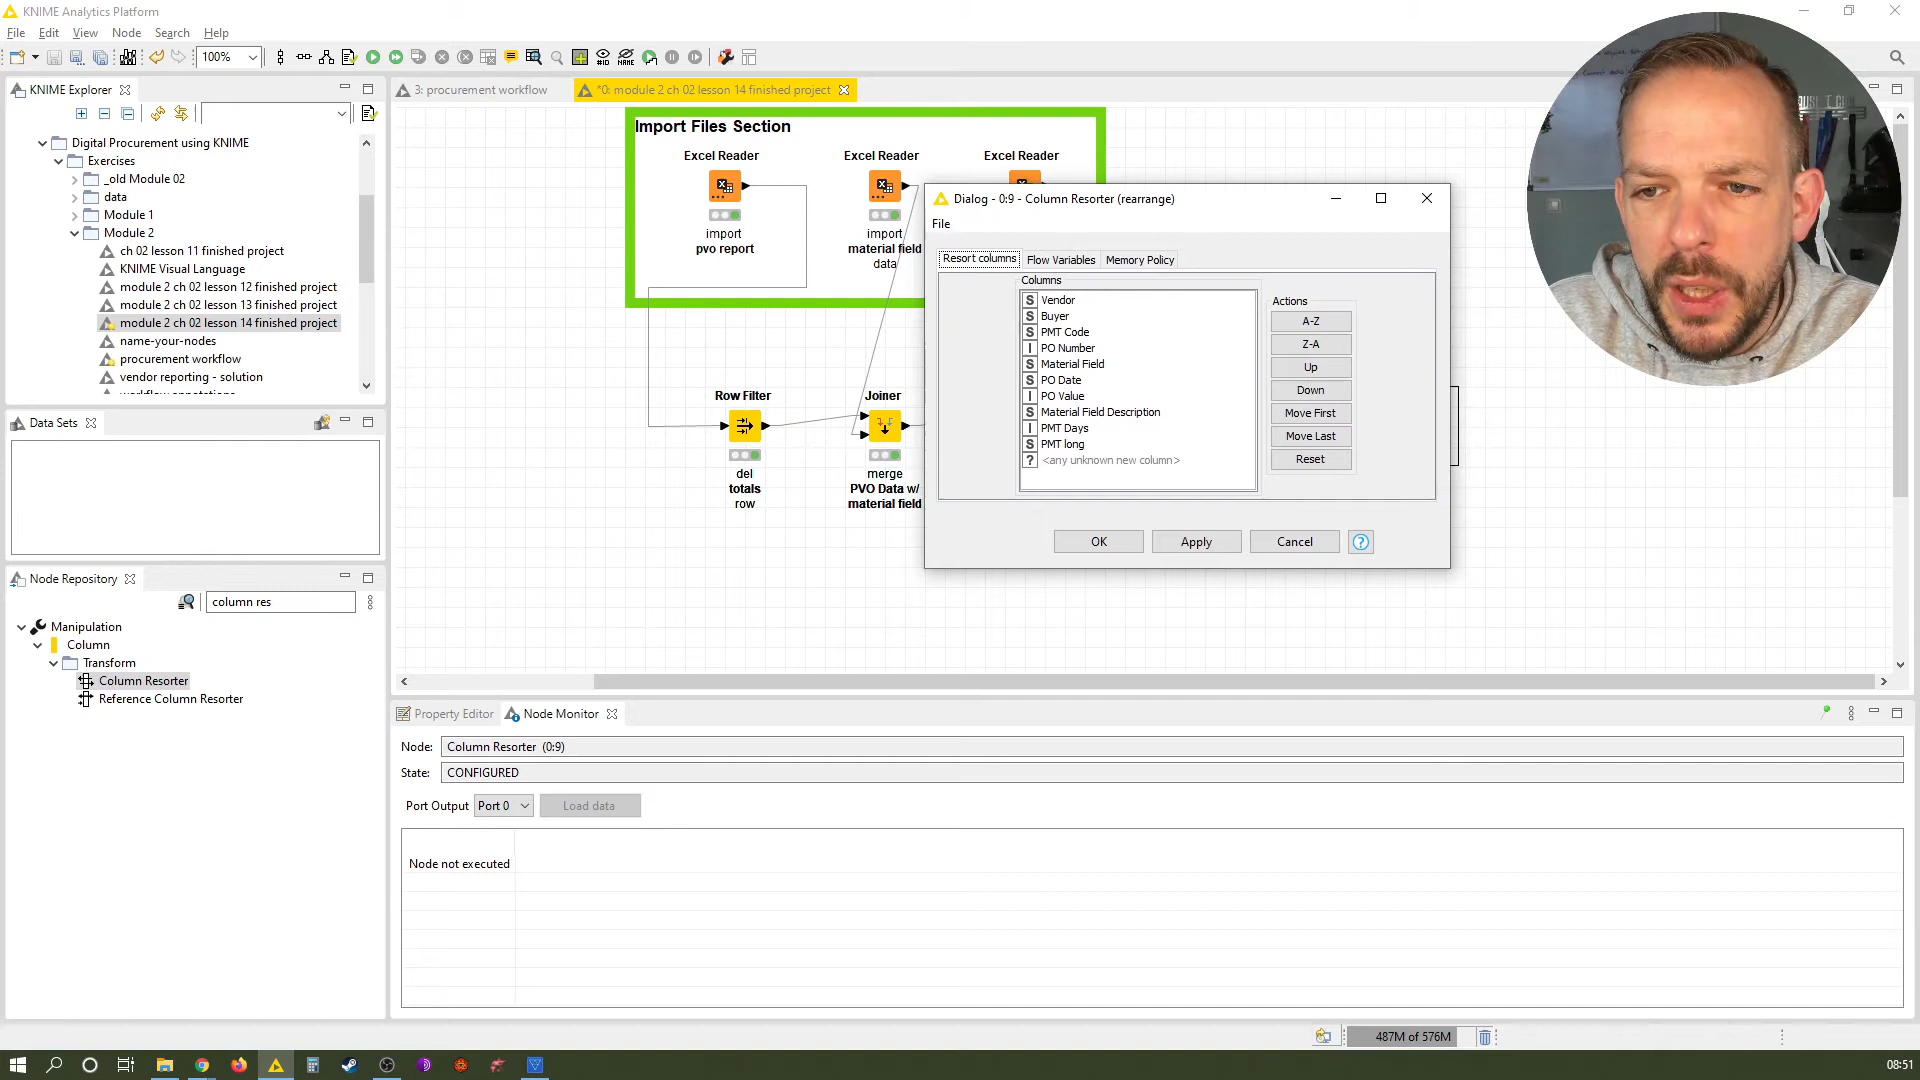 KNIME Analytics Platform
File Edit View Node Search Help
100%
KNIME Explorer
3: procurement workflow
*0: module 2 ch 02 lesson 14 finished project
Digital Procurement using KNIME
Exercises
_old Module 02
data
Module 1
Module 2
ch 02 lesson 11 finished project
KNIME Visual Language
module 2 ch 02 lesson 12 finished project
module 2 ch 02 lesson 13 finished project
module 2 ch 02 lesson 14 finished project
name-your-nodes
procurement workflow
vendor reporting - solution
Import Files Section
Excel Reader
import
pvo report
Excel Reader
import
material field
data
Excel Reader
Row Filter
del
totals
row
Joiner
merge
PVO Data w/
material field
Dialog - 0:9 - Column Resorter (rearrange)
File
Resort columns Flow Variables Memory Policy
Columns
S Vendor
S Buyer
S PMT Code
I PO Number
S Material Field
S PO Date
I PO Value
S Material Field Description
I PMT Days
S PMT long
? <any unknown new column>
Actions
A-Z
Z-A
Up
Down
Move First
Move Last
Reset
OK Apply Cancel ?
Data Sets
Node Repository
column res
Manipulation
Column
Transform
Column Resorter
Reference Column Resorter
Property Editor Node Monitor
Node: Column Resorter (0:9)
State: CONFIGURED
Port Output Port 0 Load data
Node not executed
487M of 576M
08:51